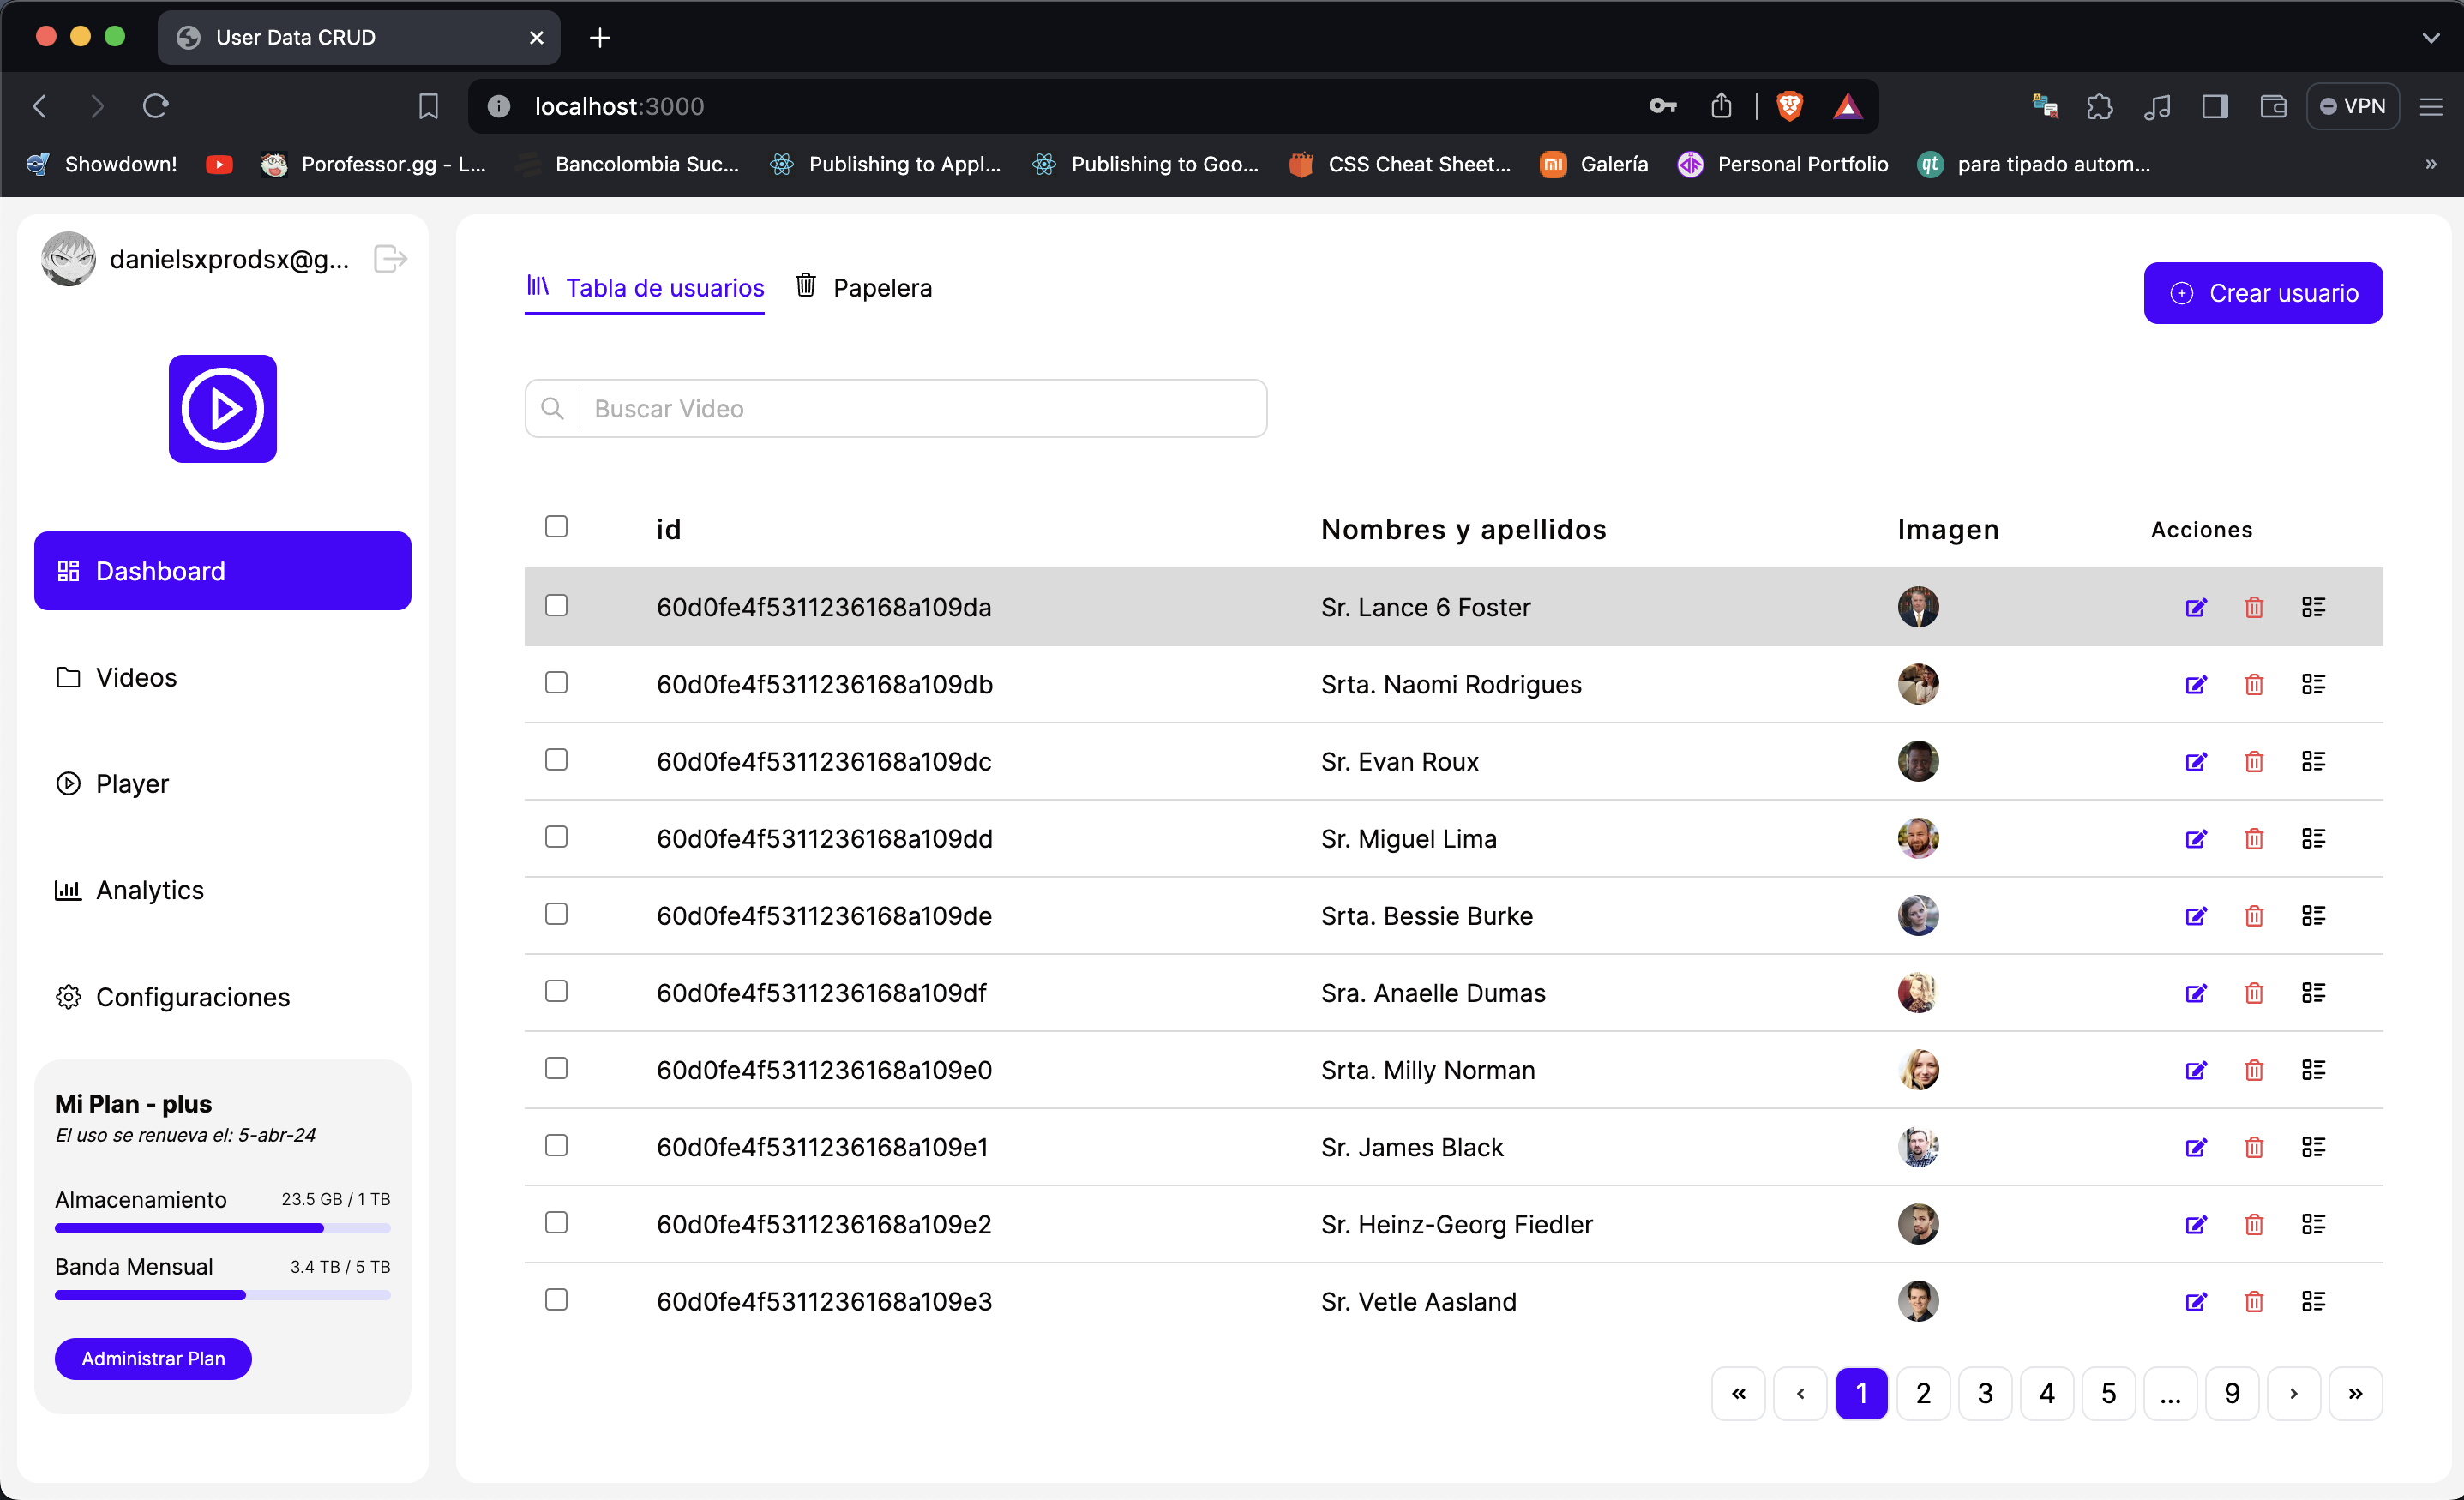 User Data CRUD
localhost:3000
VPN
Showdown!
Porofessor.gg - L...
Bancolombia Suc...
Publishing to Appl...
Publishing to Goo...
CSS Cheat Sheet...
Galería
Personal Portfolio
qt
para tipado autom...
danielsxprodsx@g...
Dashboard
Videos
Player
Analytics
Configuraciones
Mi Plan - plus
El uso se renueva el: 5-abr-24
Almacenamiento 23.5 GB / 1 TB
Banda Mensual 3.4 TB / 5 TB
Administrar Plan
Tabla de usuarios
Papelera
Crear usuario
Buscar Video
id Nombres y apellidos Imagen Acciones
60d0fe4f5311236168a109da Sr. Lance 6 Foster
60d0fe4f5311236168a109db Srta. Naomi Rodrigues
60d0fe4f5311236168a109dc Sr. Evan Roux
60d0fe4f5311236168a109dd Sr. Miguel Lima
60d0fe4f5311236168a109de Srta. Bessie Burke
60d0fe4f5311236168a109df Sra. Anaelle Dumas
60d0fe4f5311236168a109e0 Srta. Milly Norman
60d0fe4f5311236168a109e1 Sr. James Black
60d0fe4f5311236168a109e2 Sr. Heinz-Georg Fiedler
60d0fe4f5311236168a109e3 Sr. Vetle Aasland
« ‹ 1 2 3 4 5 ... 9 › »